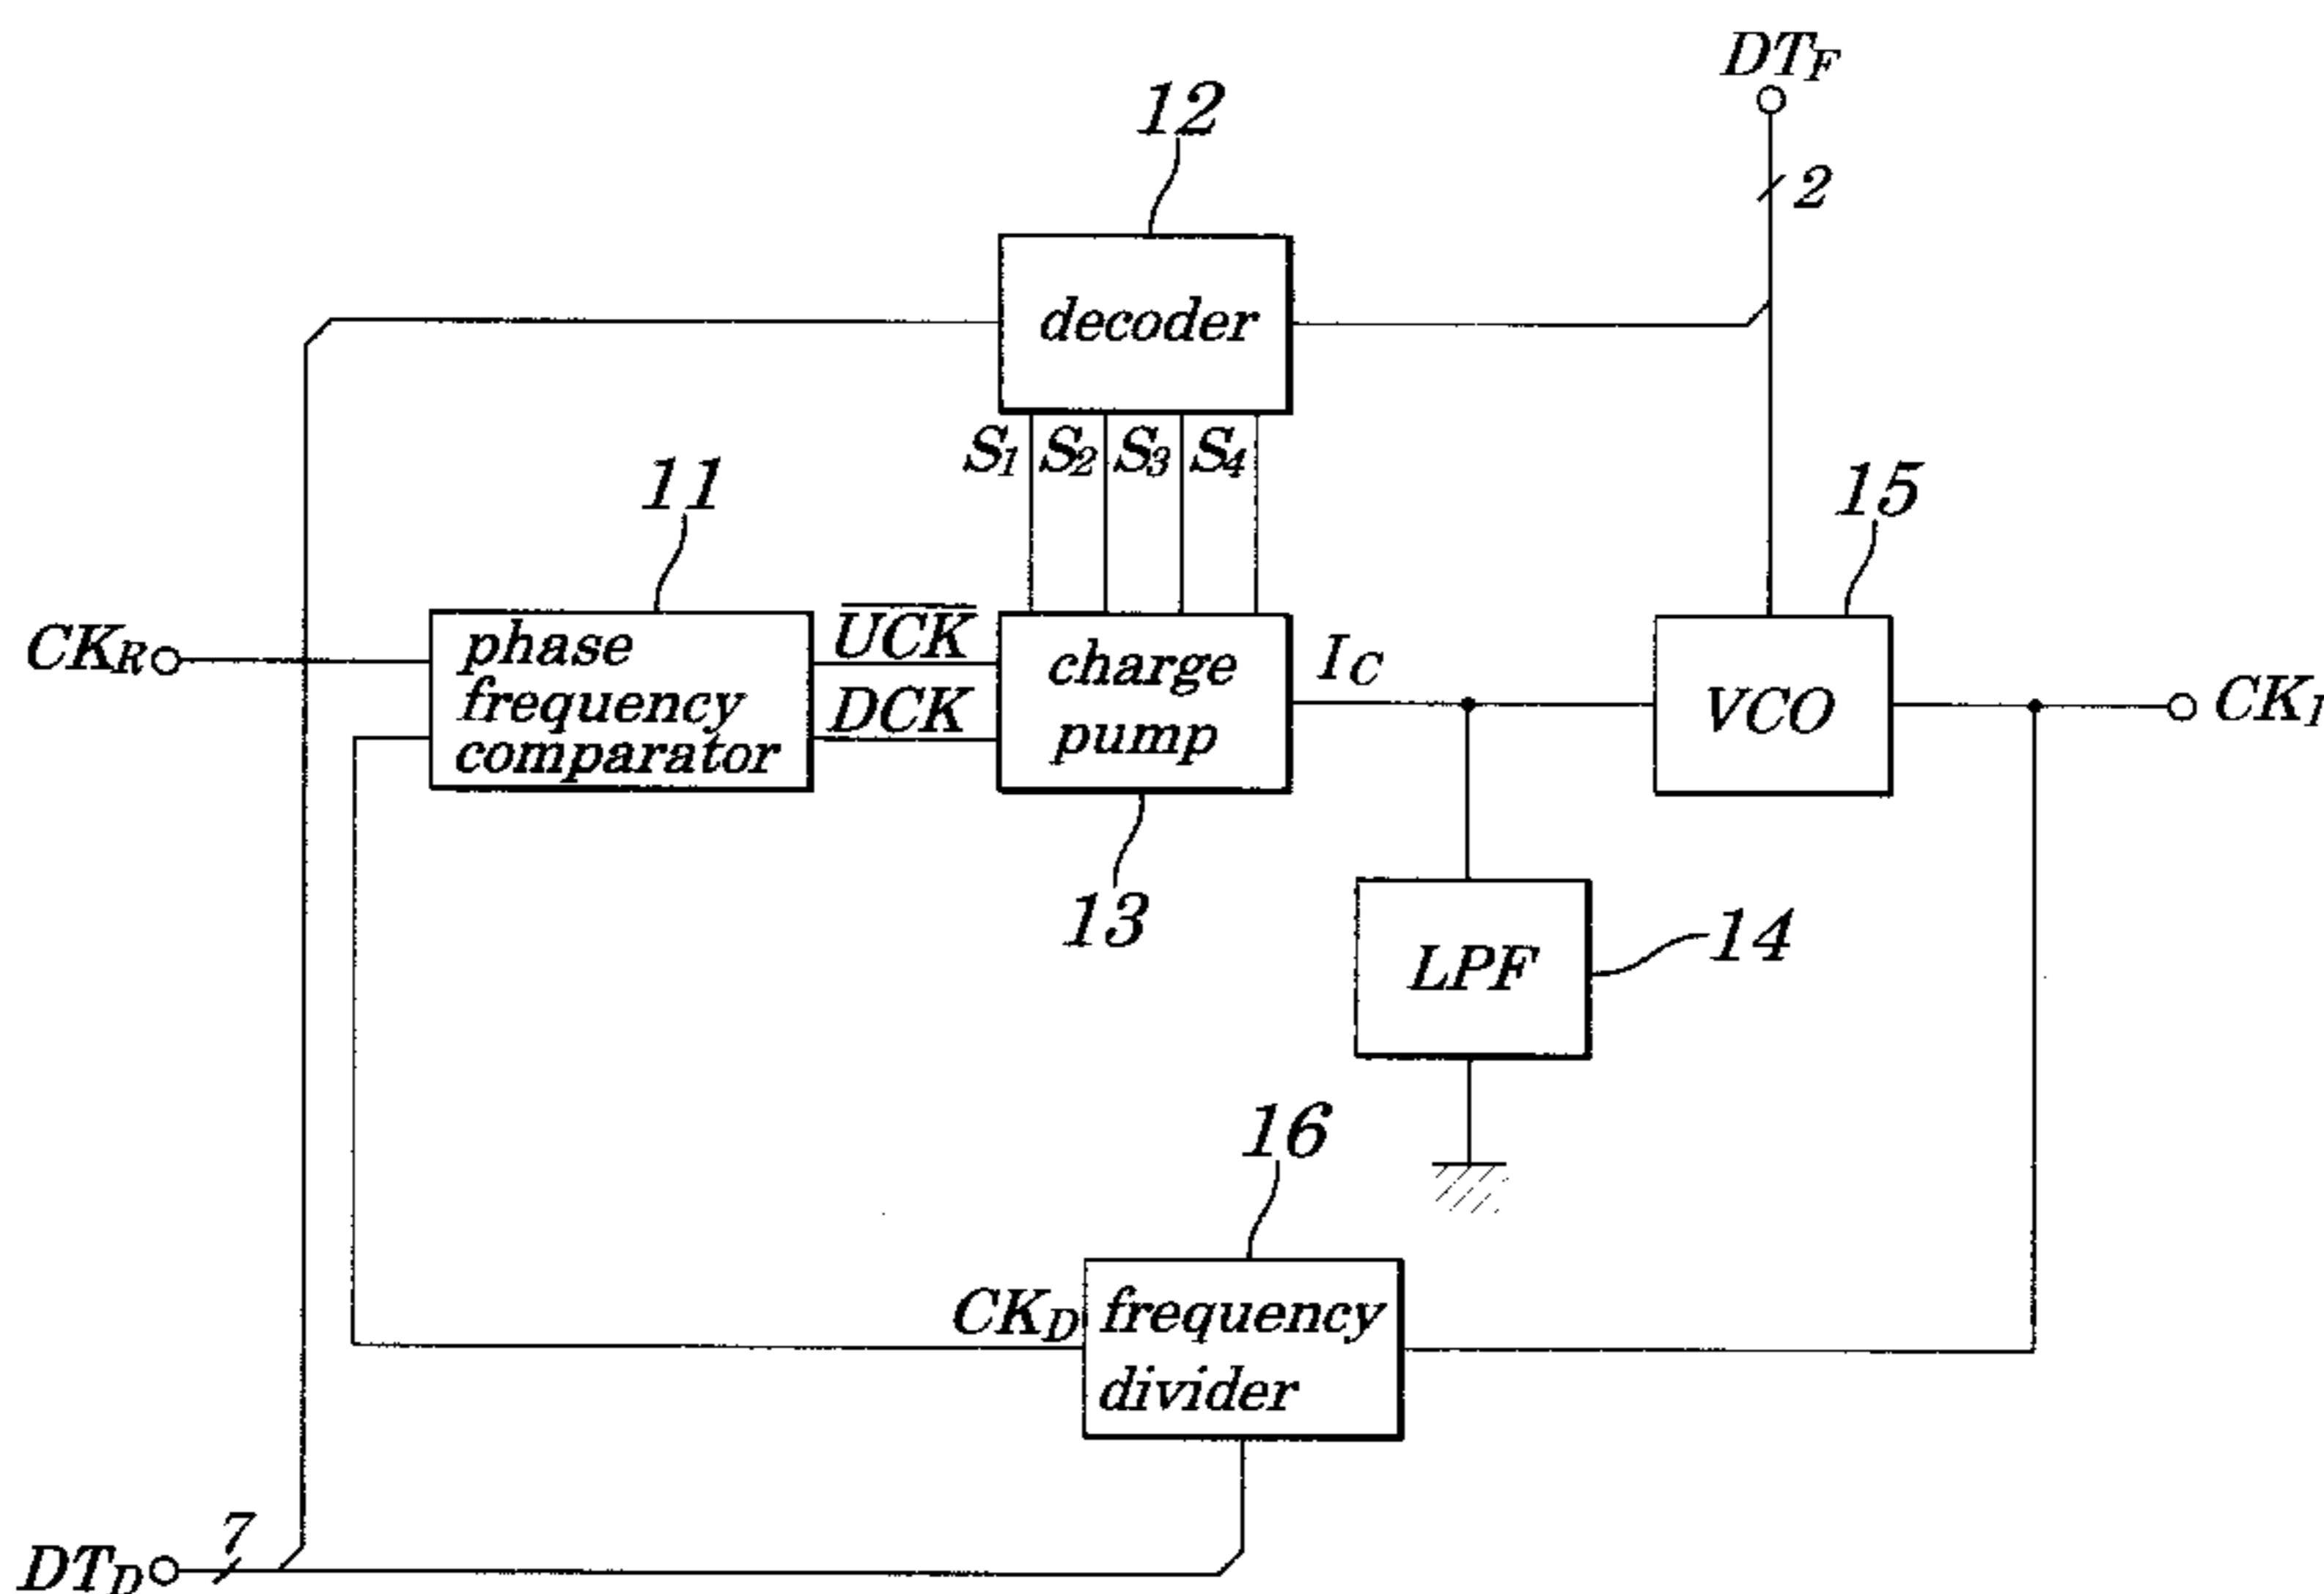 DTF
12
2
decoder
S1 S2 S3 S4
11
15
CKR
phase
frequency
comparator
UCK
DCK
charge
pump
IC
VCO
13
LPF
14
16
CKD
frequency
divider
7
DTD